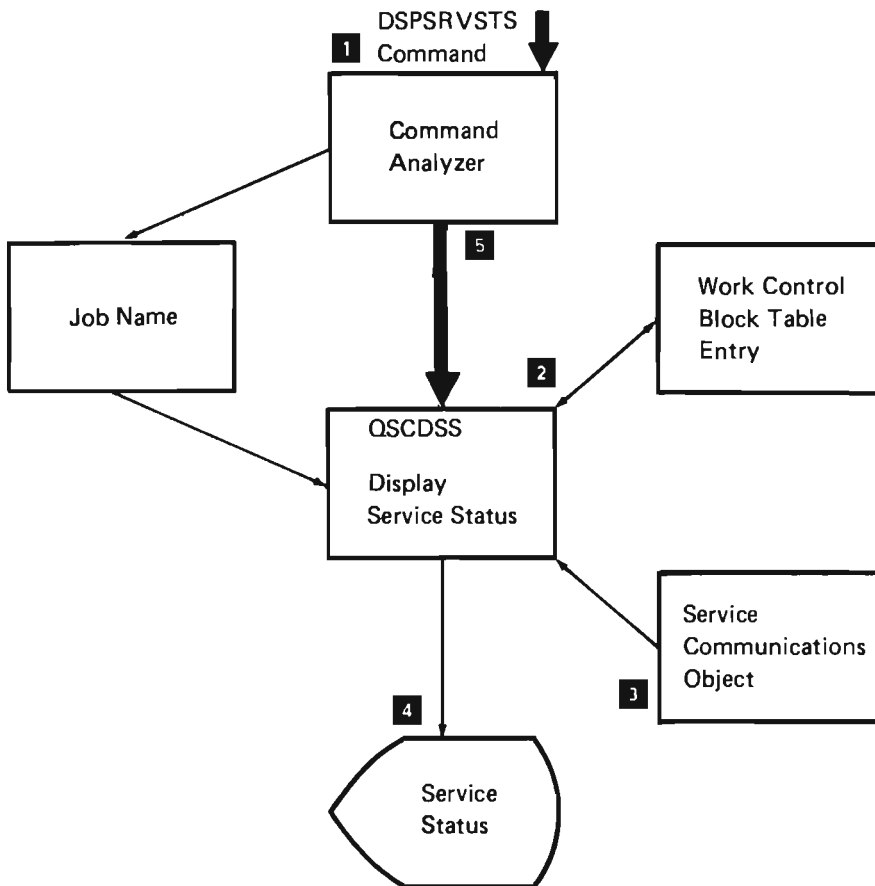 DSPSRVSTS
1
Command
Command
Analyzer
5
Job Name
Work Control
Block Table
Entry
2
QSCDSS
Display
Service Status
Service
Communications
Object
3
4
Service
Status